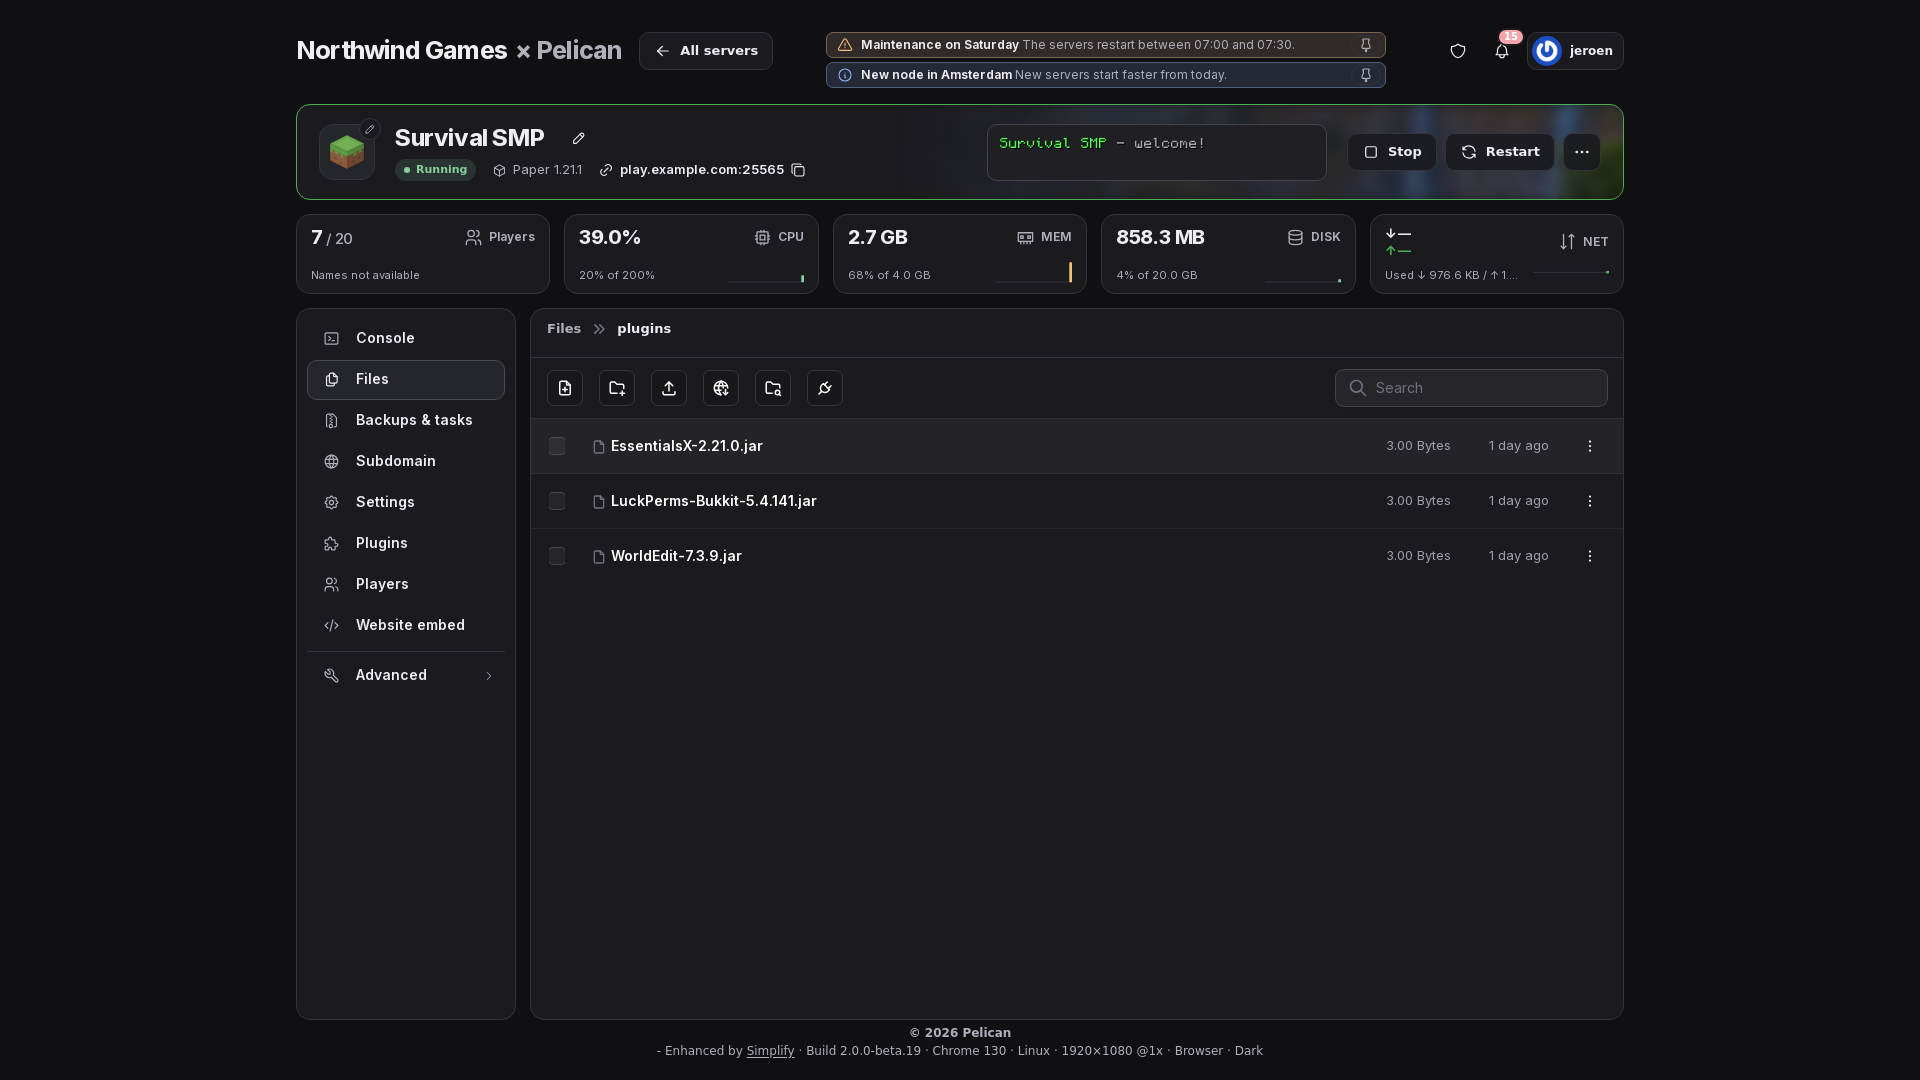 Northwind Games × Pelican
All servers
Maintenance on Saturday The servers restart between 07:00 and 07:30.
New node in Amsterdam New servers start faster from today.
15
jeroen
Survival SMP
Running
Paper 1.21.1
play.example.com:25565
Survival SMP – welcome!
Stop
Restart
7 / 20
Players
Names not available
39.0%
CPU
20% of 200%
2.7 GB
MEM
68% of 4.0 GB
858.3 MB
DISK
4% of 20.0 GB
↓—
↑—
NET
Used ↓ 976.6 KB / ↑ 1....
Console
Files
Backups & tasks
Subdomain
Settings
Plugins
Players
Website embed
Advanced
Files » plugins
Search
EssentialsX-2.21.0.jar 3.00 Bytes 1 day ago
LuckPerms-Bukkit-5.4.141.jar 3.00 Bytes 1 day ago
WorldEdit-7.3.9.jar 3.00 Bytes 1 day ago
© 2026 Pelican
- Enhanced by Simplify · Build 2.0.0-beta.19 · Chrome 130 · Linux · 1920×1080 @1x · Browser · Dark